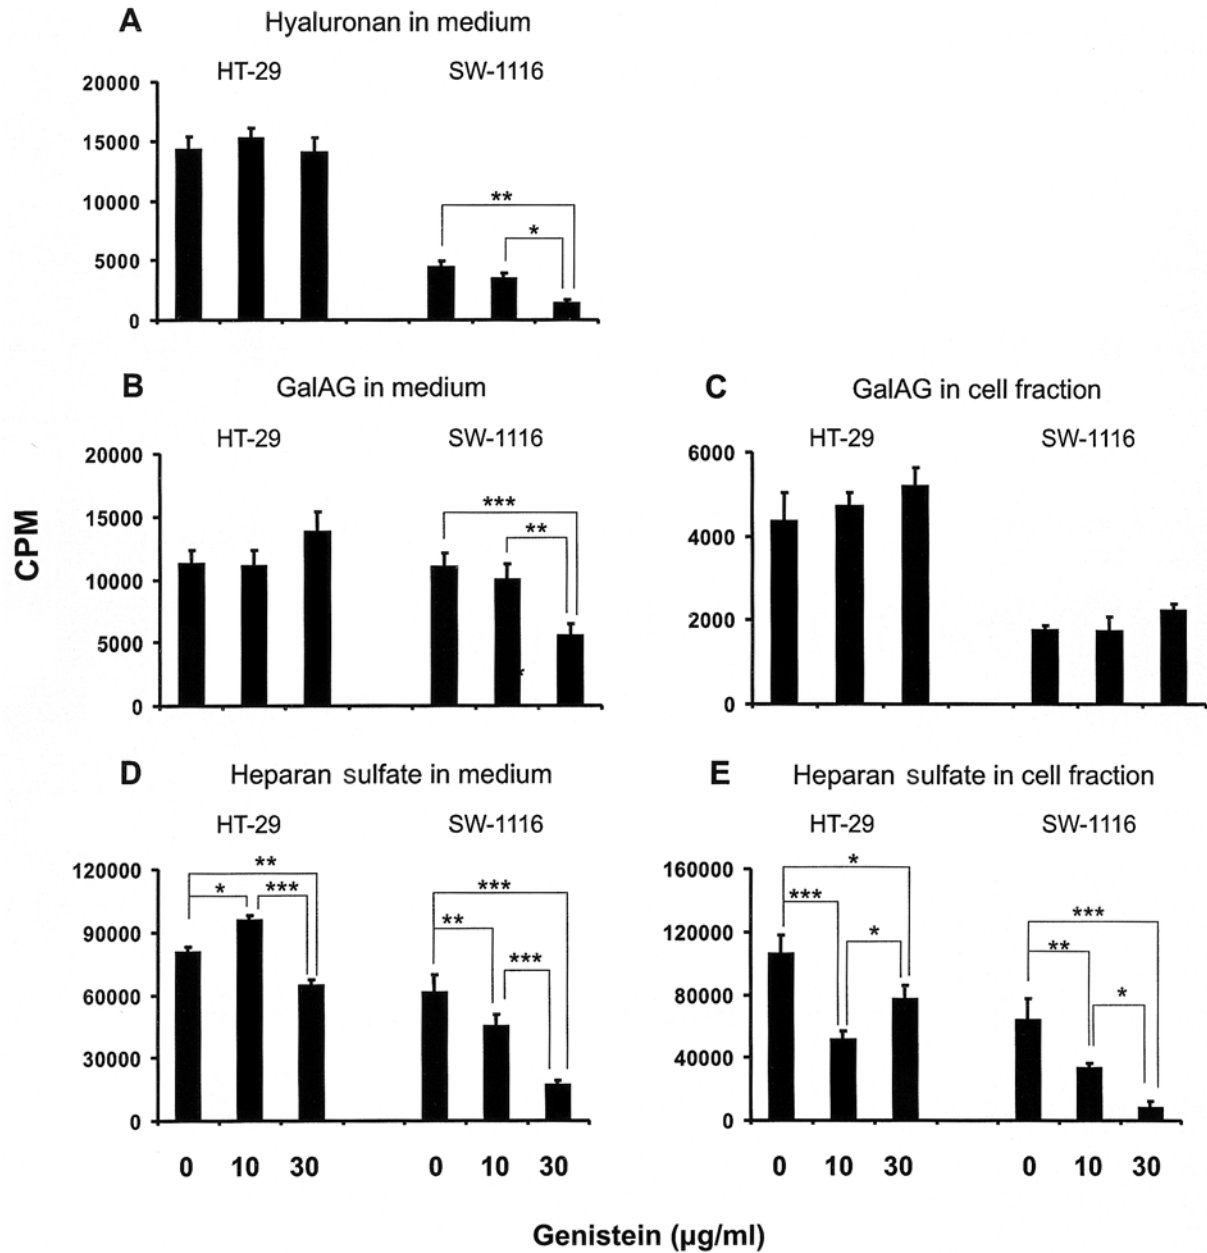 A Hyaluronan in medium
HT-29 SW-1116
20000
15000
10000
5000
0
**
*
B GalAG in medium
HT-29 SW-1116
20000
15000
10000
5000
0
***
**
*
C GalAG in cell fraction
HT-29 SW-1116
6000
4000
2000
0
CPM
D Heparan sulfate in medium
HT-29 SW-1116
120000
90000
60000
30000
0
**
* ***
***
**
***
0 10 30 0 10 30
E Heparan sulfate in cell fraction
HT-29 SW-1116
160000
120000
80000
40000
0
*
***
*
***
**
*
0 10 30 0 10 30
Genistein (µg/ml)